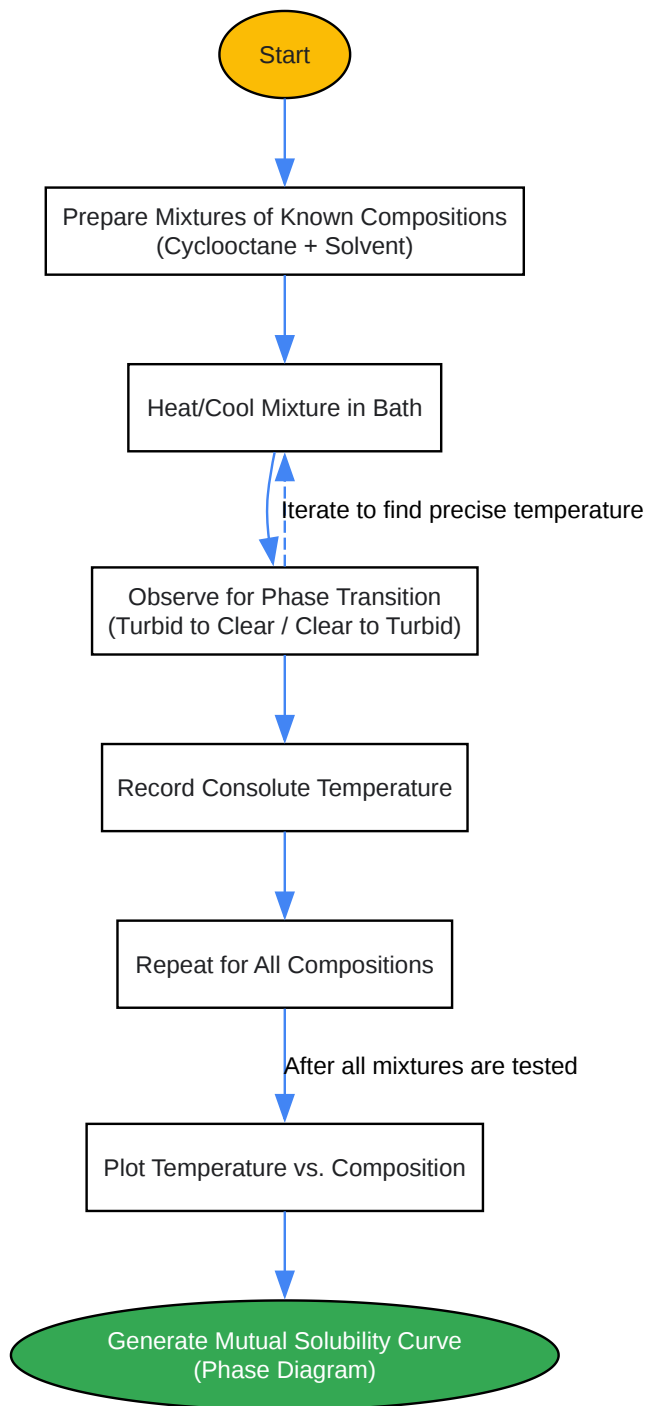 Start
Prepare Mixtures of Known Compositions
(Cyclooctane + Solvent)
Heat/Cool Mixture in Bath
Iterate to find precise temperature
Observe for Phase Transition
(Turbid to Clear / Clear to Turbid)
Record Consolute Temperature
Repeat for All Compositions
After all mixtures are tested
Plot Temperature vs. Composition
Generate Mutual Solubility Curve
(Phase Diagram)